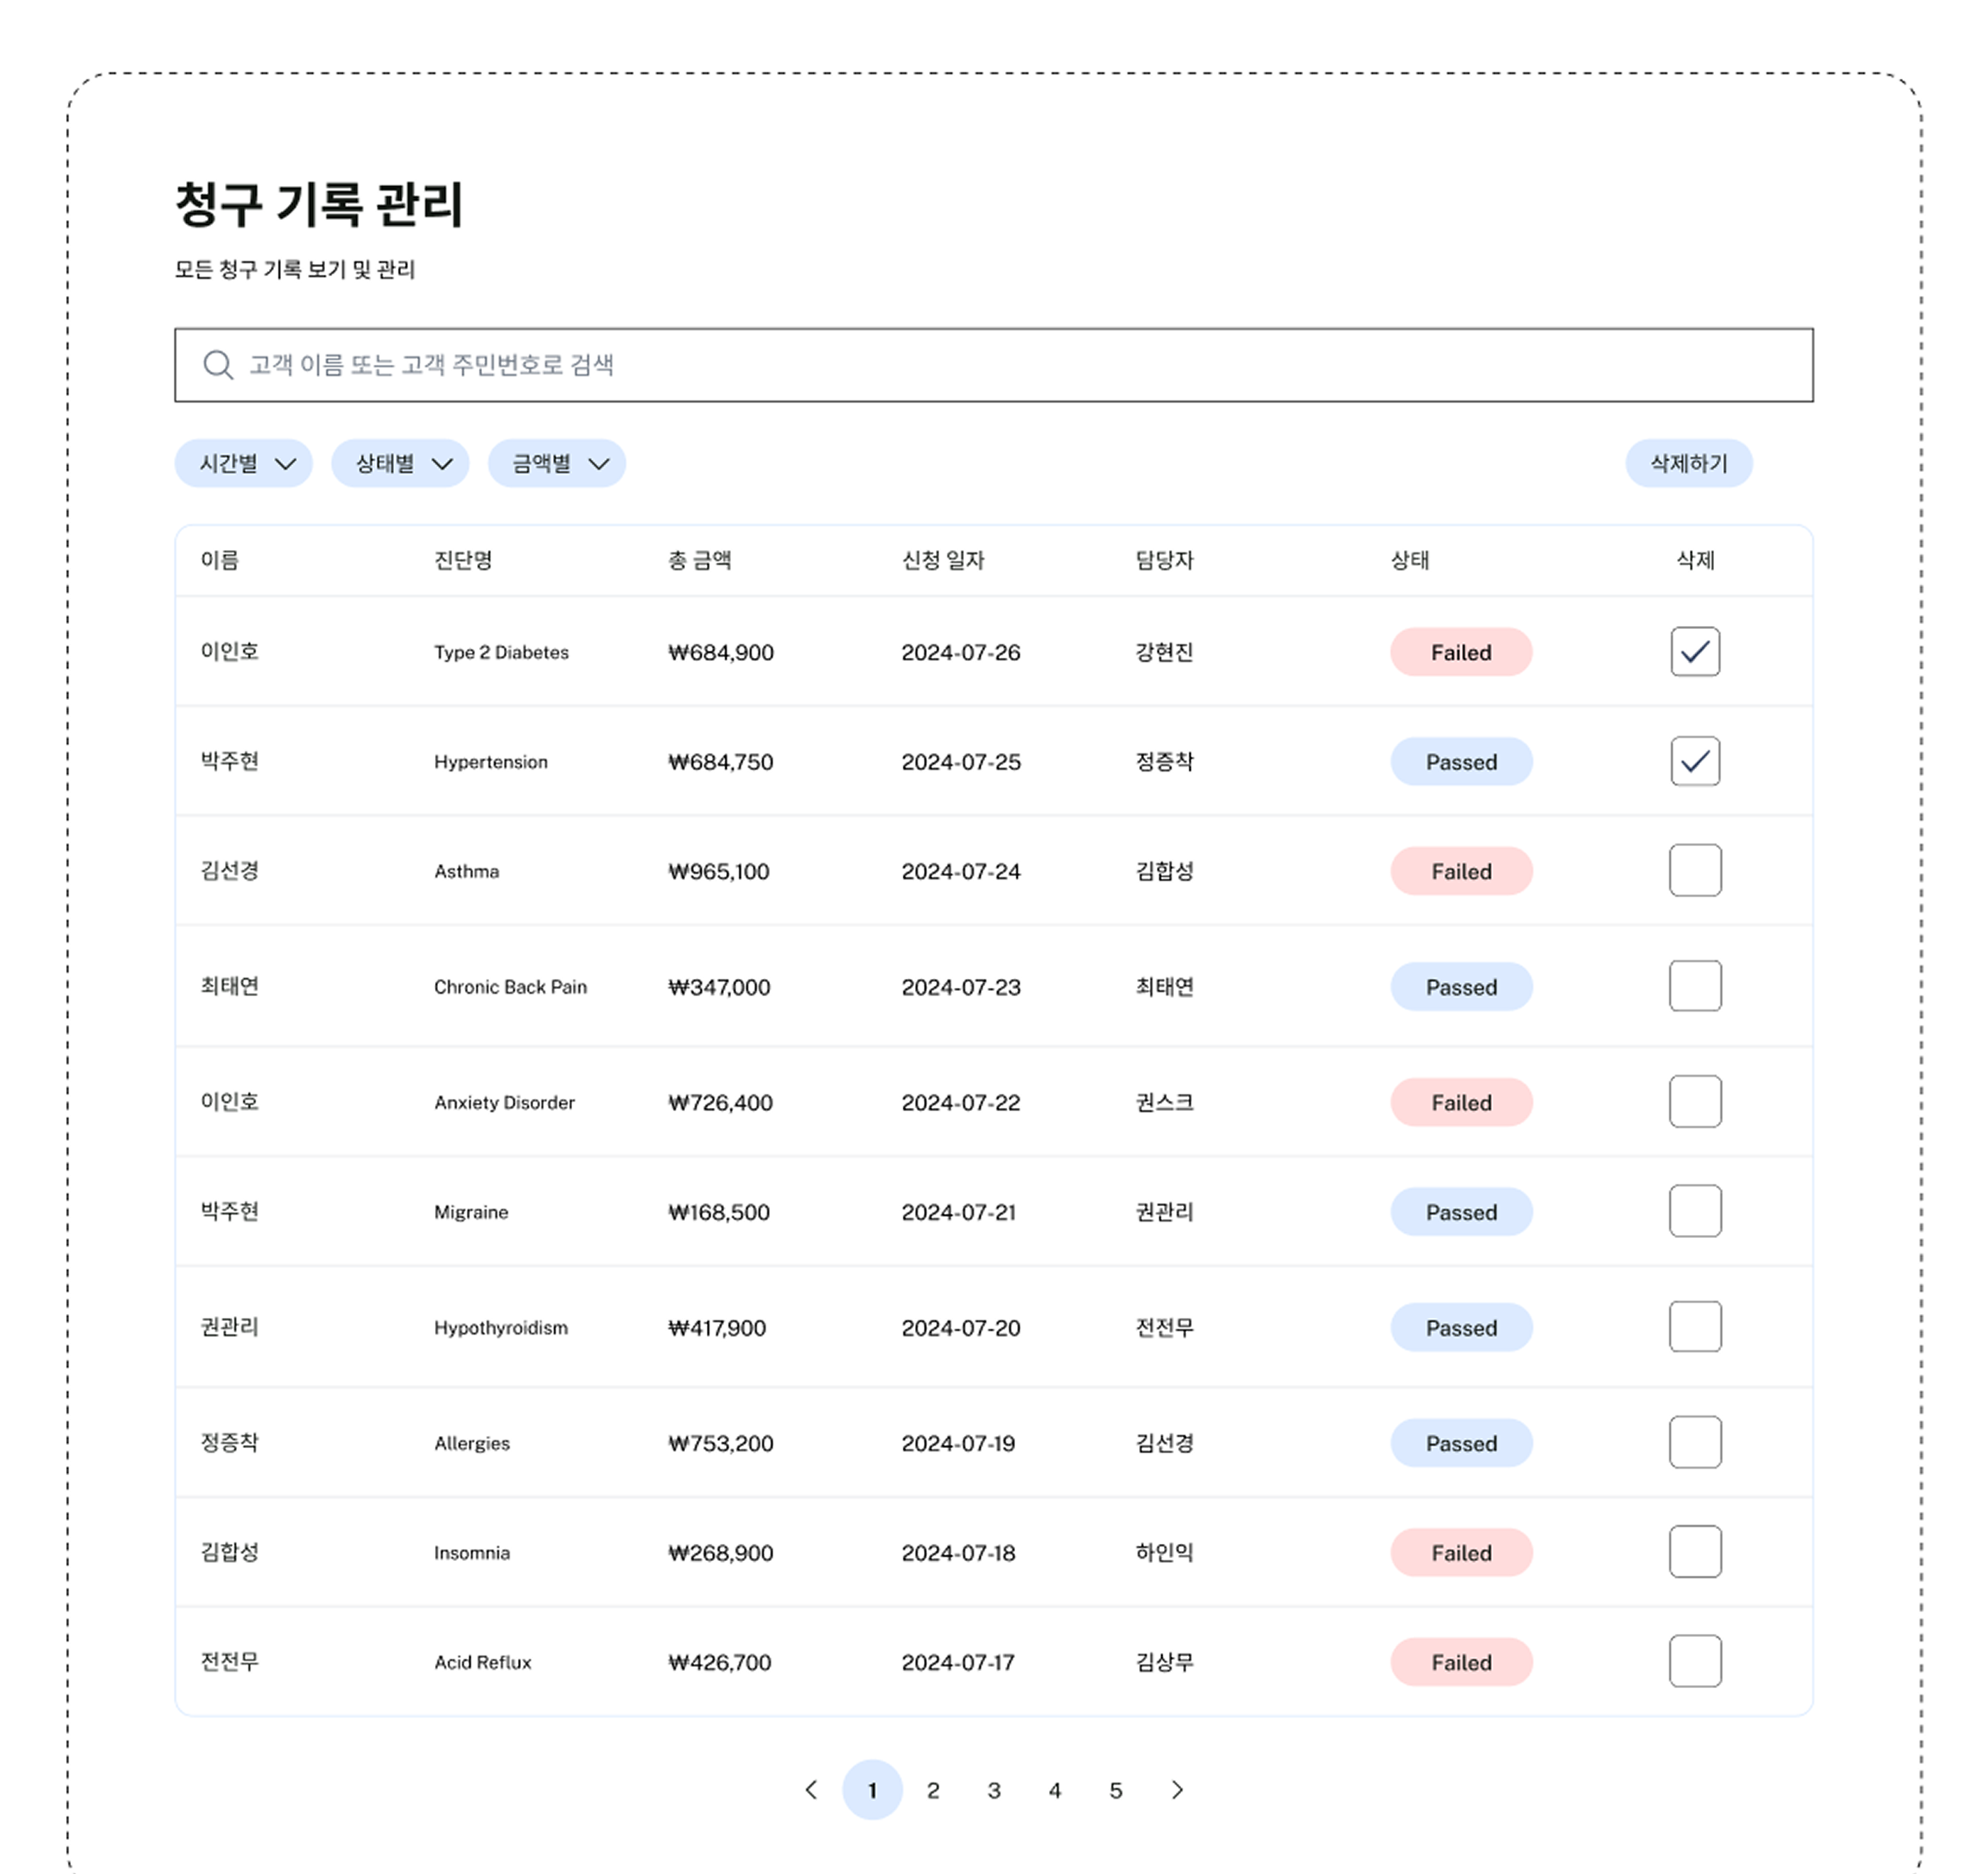 청구 기록 관리
모든 청구 기록 보기 및 관리
고객 이름 또는 고객 주민번호로 검색
시간별 상태별 금액별 삭제하기
이름 진단명 총 금액 신청 일자 담당자 상태 삭제
이인호 Type 2 Diabetes ₩684,900 2024-07-26 강현진 Failed
박주현 Hypertension ₩684,750 2024-07-25 정증착 Passed
김선경 Asthma ₩965,100 2024-07-24 김합성 Failed
최태연 Chronic Back Pain ₩347,000 2024-07-23 최태연 Passed
이인호 Anxiety Disorder ₩726,400 2024-07-22 권스크 Failed
박주현 Migraine ₩168,500 2024-07-21 권관리 Passed
권관리 Hypothyroidism ₩417,900 2024-07-20 전전무 Passed
정증착 Allergies ₩753,200 2024-07-19 김선경 Passed
김합성 Insomnia ₩268,900 2024-07-18 하인익 Failed
전전무 Acid Reflux ₩426,700 2024-07-17 김상무 Failed
1 2 3 4 5